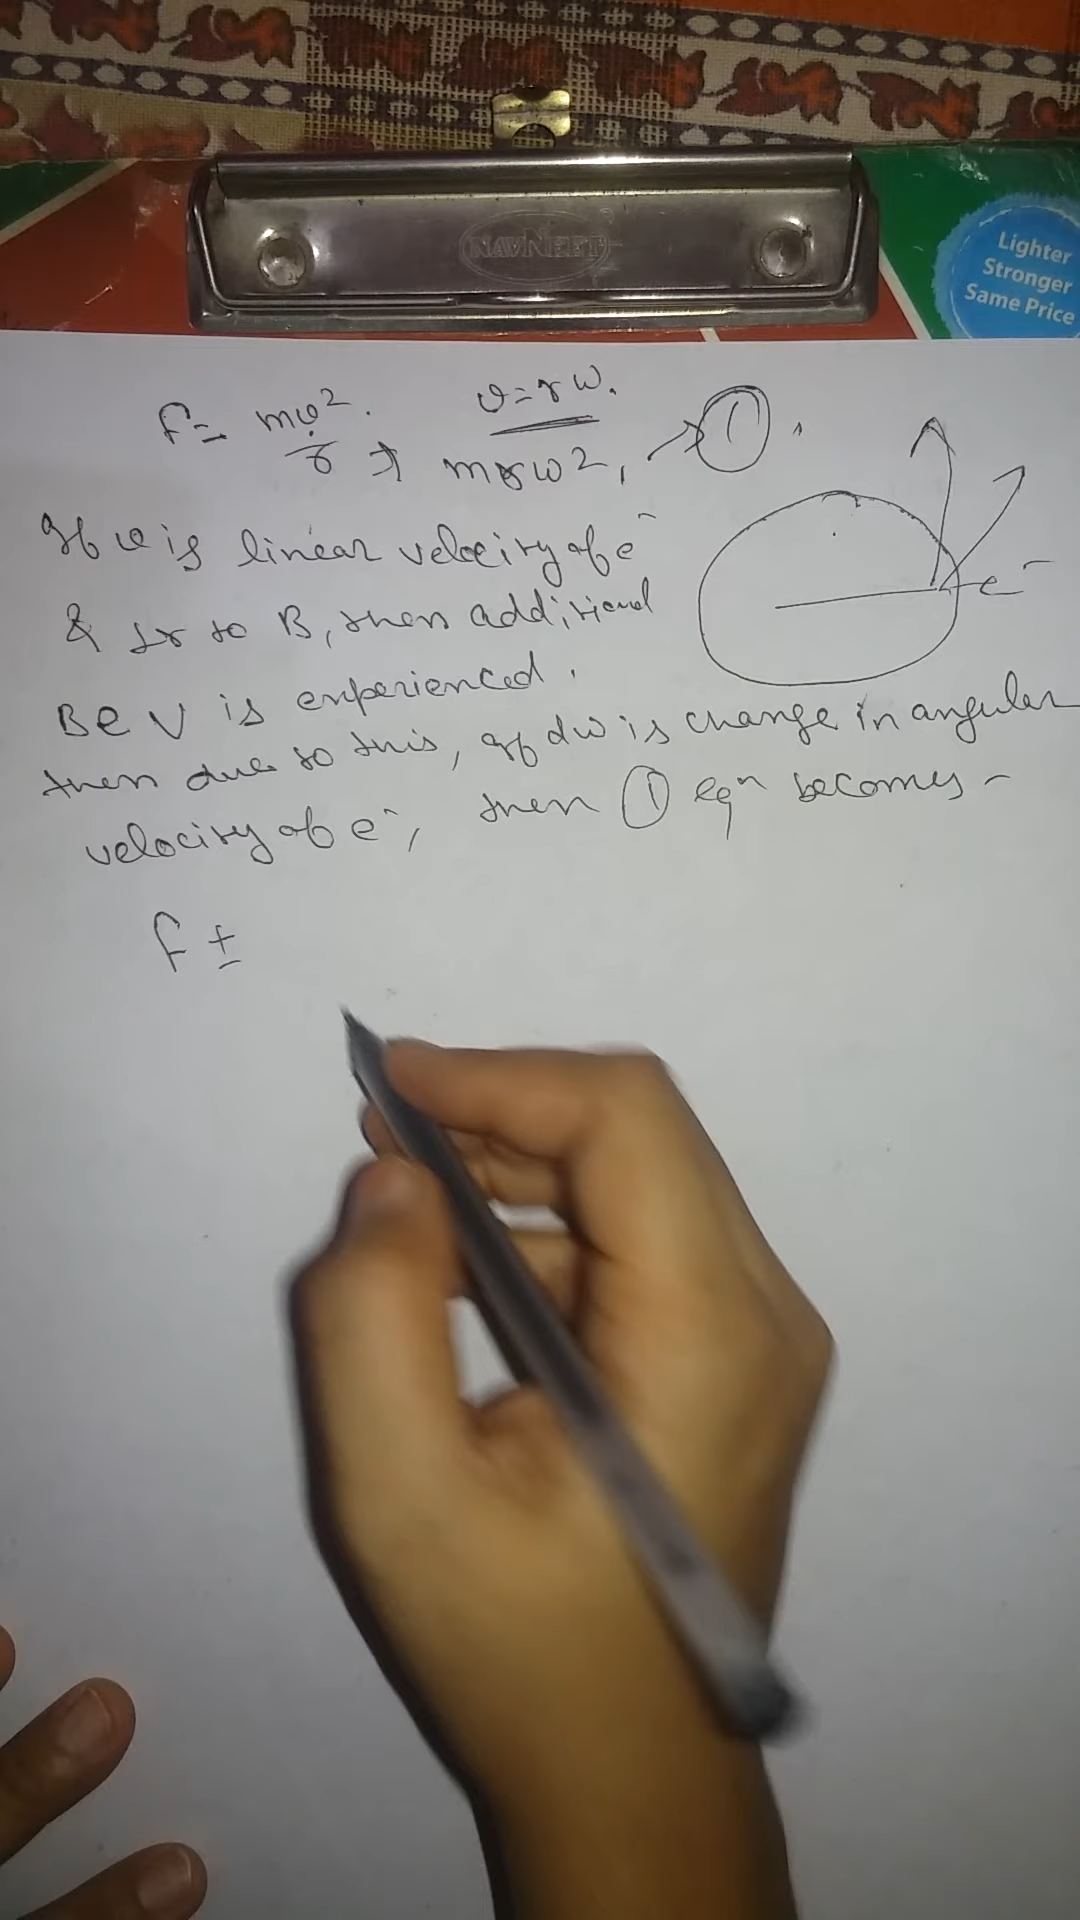 NAVNEET
Lighter
Stronger
Same Price
F = mv²/r ⇒ mrω², → ①.
v = rω.
If v is linear velocity of e⁻
& ⊥r to B, then additional
Bev is experienced.
then due to this, if dω is change in angular
velocity of e⁻, then ① eqⁿ becomes –
e⁻
F ±